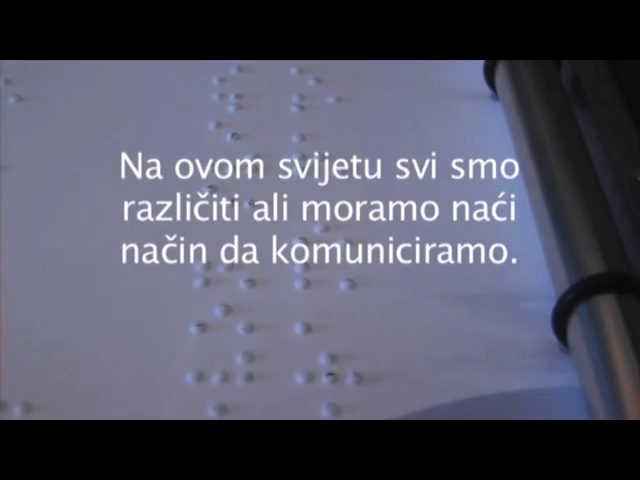 Na ovom svijetu svi smo
različiti ali moramo naći
način da komuniciramo.